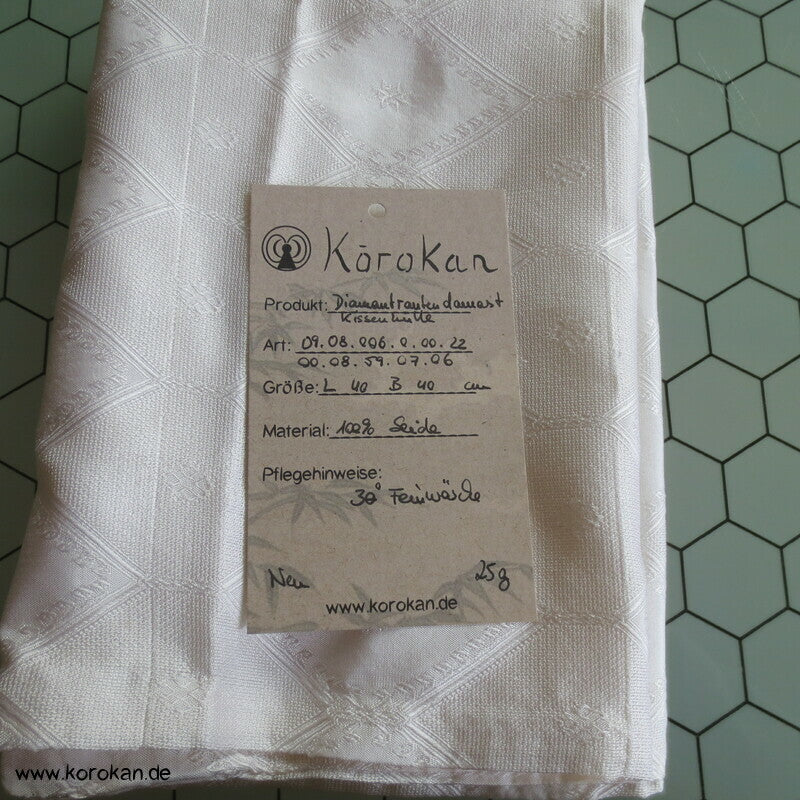 Kōrokan
Produkt: Diamantrautendamast
Kissenhülle
Art: 09.08.006.0.00.22
00.08.59.07.06
Größe: L 40 B 40 cm
Material: 100% Seide
Pflegehinweise:
30° Feinwäsche
Neu 25g
www.korokan.de
www.korokan.de